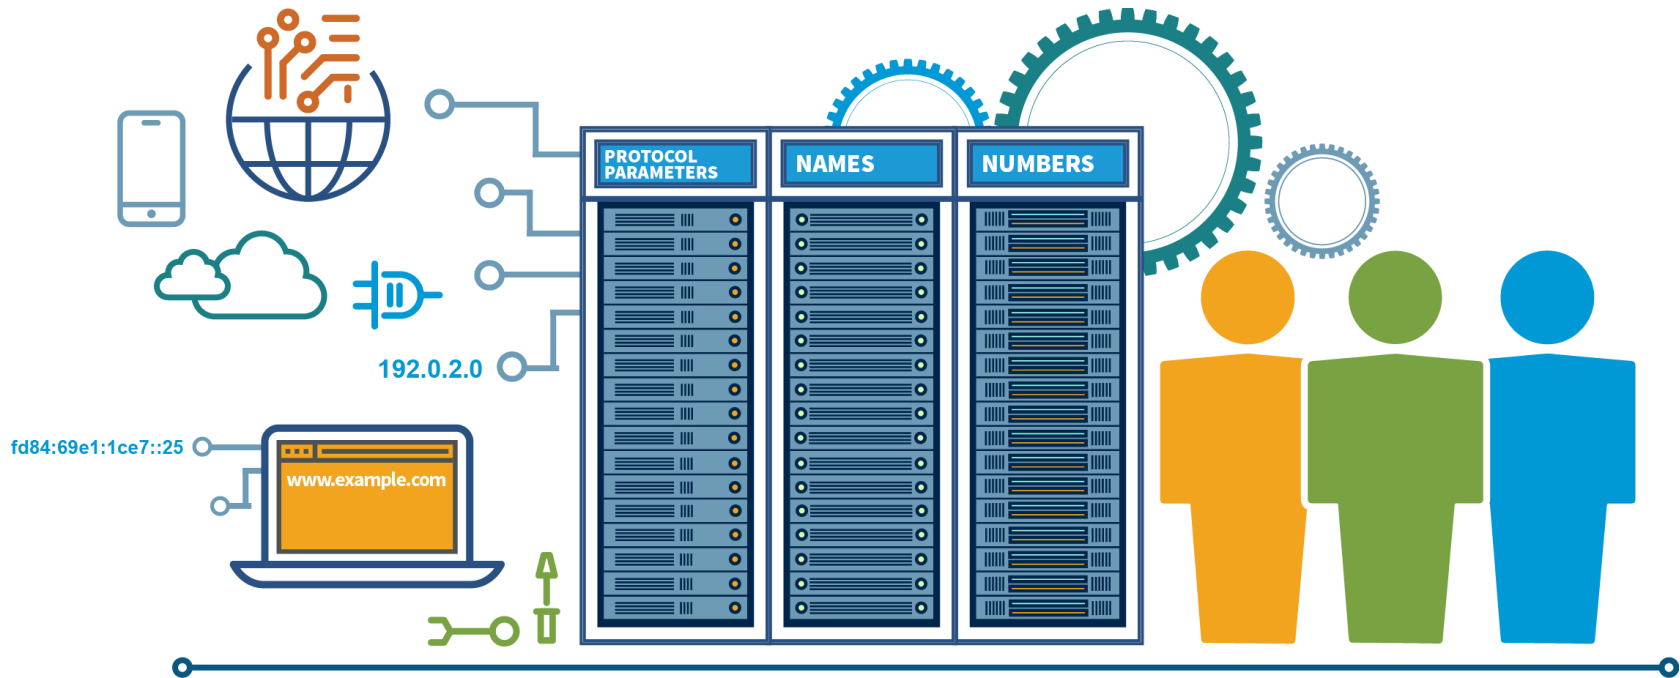 PROTOCOL
PARAMETERS
NAMES
NUMBERS
192.0.2.0
fd84:69e1:1ce7::25
www.example.com